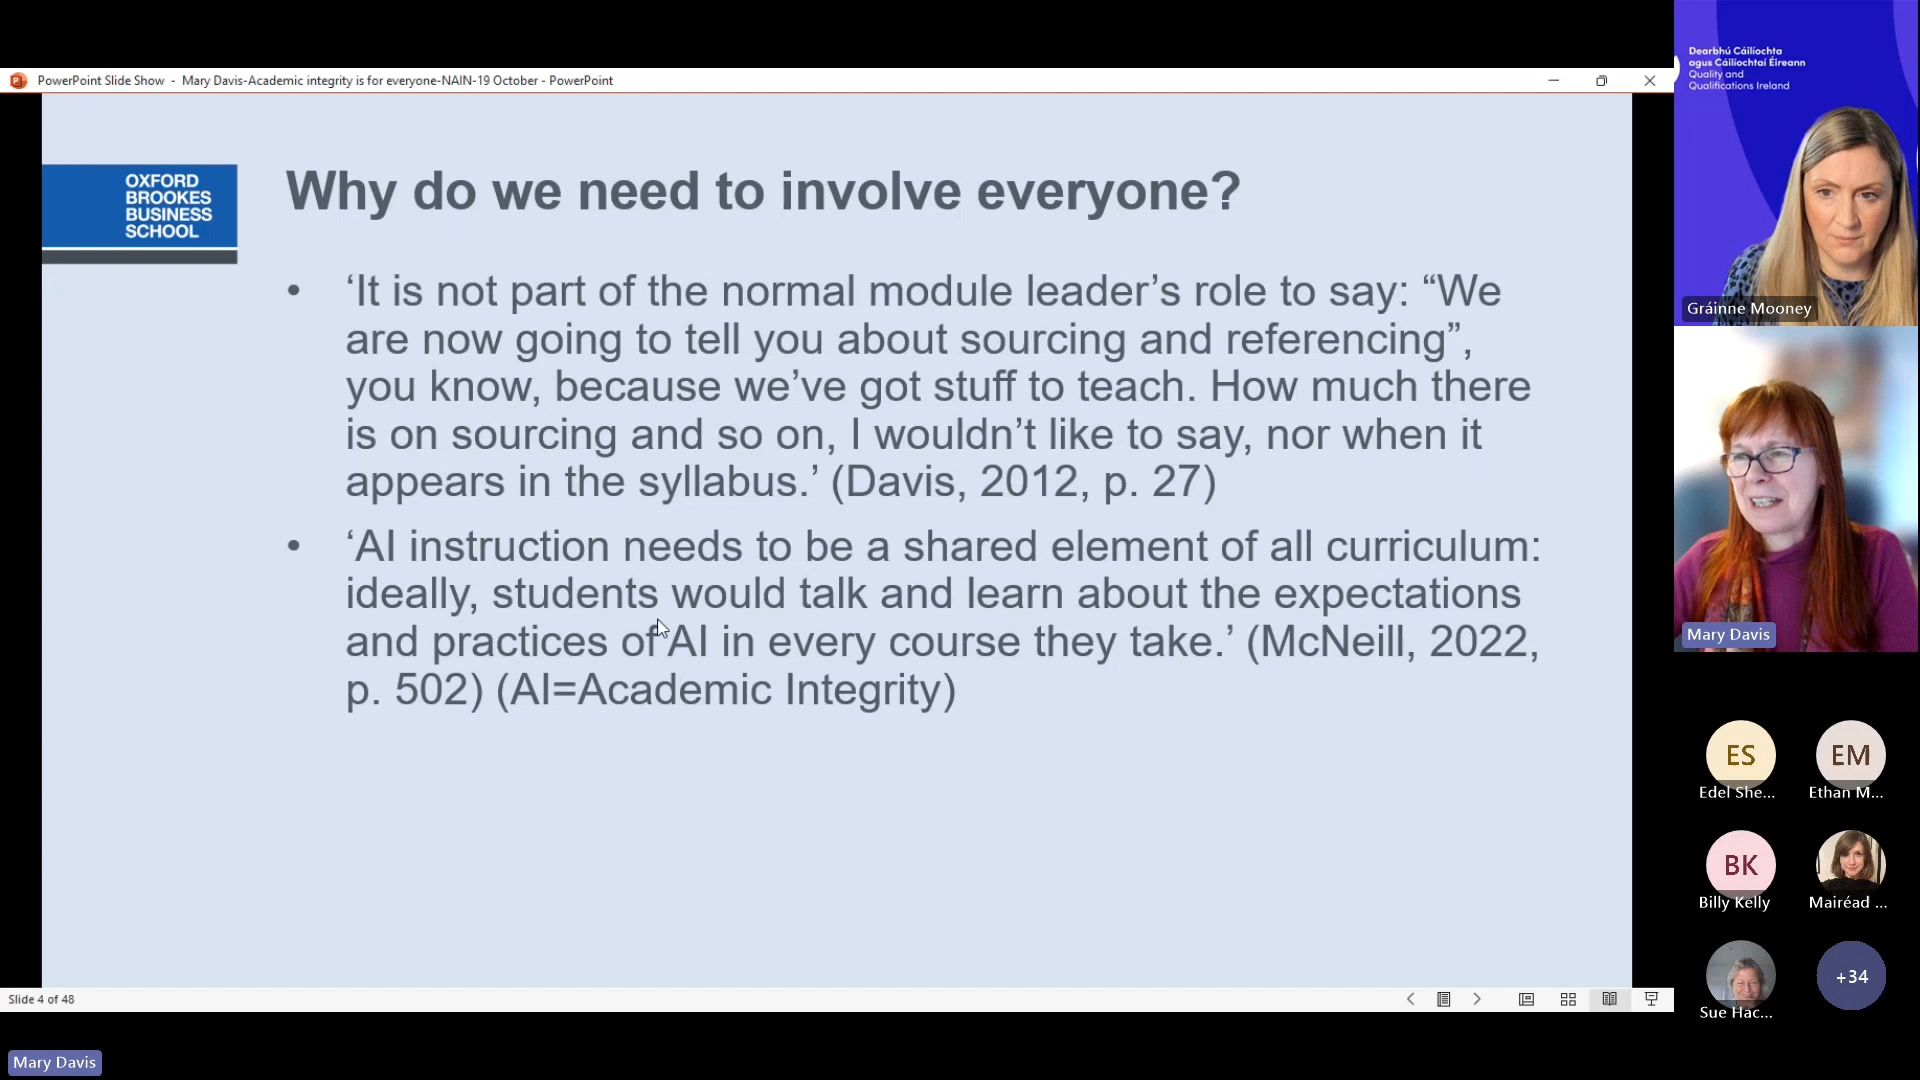 PowerPoint Slide Show - Mary Davis-Academic integrity is for everyone-NAIN-19 October - PowerPoint
OXFORD
BROOKES
BUSINESS
SCHOOL
Why do we need to involve everyone?
• ‘It is not part of the normal module leader’s role to say: “We
are now going to tell you about sourcing and referencing”,
you know, because we’ve got stuff to teach. How much there
is on sourcing and so on, I wouldn’t like to say, nor when it
appears in the syllabus.’ (Davis, 2012, p. 27)
• ‘AI instruction needs to be a shared element of all curriculum:
ideally, students would talk and learn about the expectations
and practices of AI in every course they take.’ (McNeill, 2022,
p. 502) (AI=Academic Integrity)
Slide 4 of 48
Mary Davis
Dearbhú Cáilíochta
agus Cáilíochtaí Éireann
Quality and
Qualifications Ireland
Gráinne Mooney
Mary Davis
ES
Edel She...
EM
Ethan M...
BK
Billy Kelly
Mairéad ...
Sue Hac...
+34